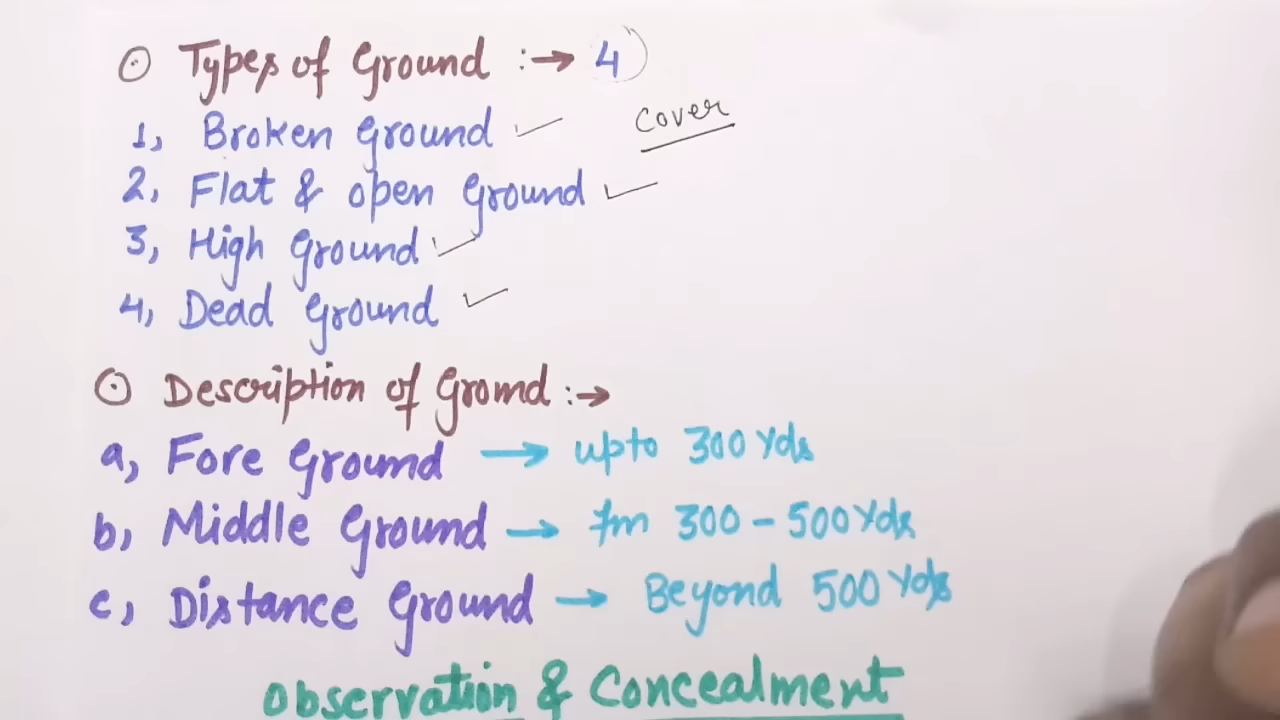 ⊙ Types of Ground :→ 4
1, Broken Ground ✓ Cover
2, Flat & open Ground ✓
3, High Ground ✓
4, Dead Ground ✓
⊙ Description of Ground :→
a, Fore Ground → upto 300 Yds
b, Middle Ground → fm 300 - 500 Yds
c, Distance Ground → Beyond 500 Yds
Observation & Concealment